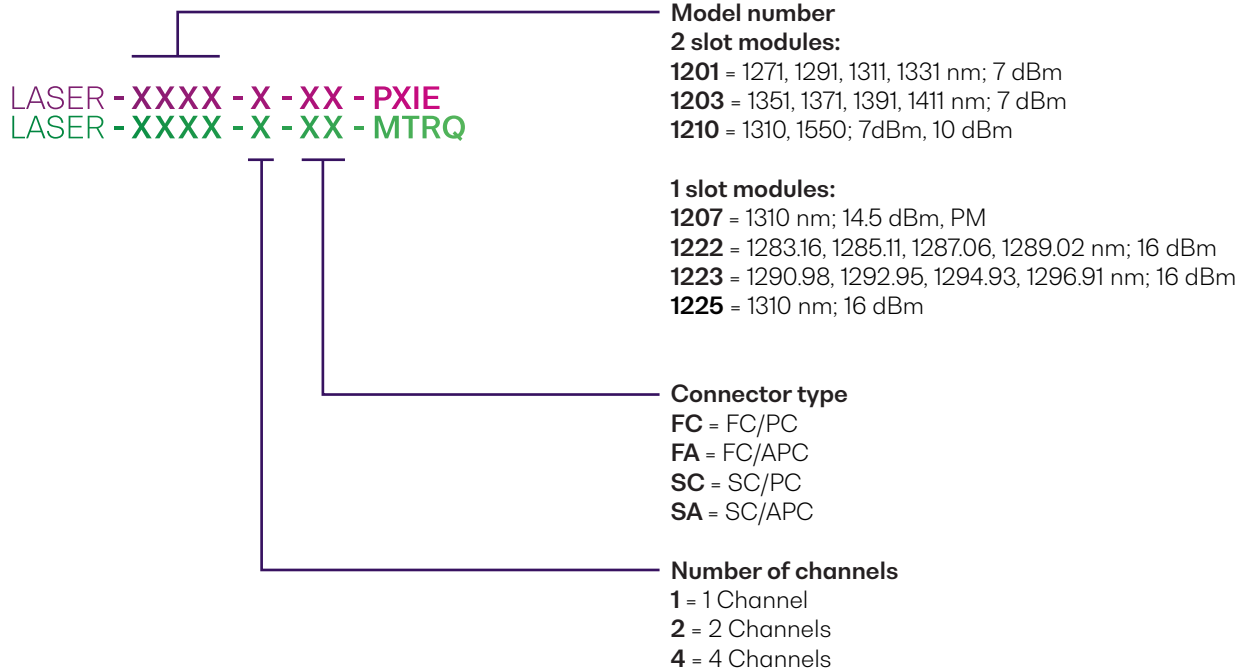 LASER - XXXX - X - XX - PXIE
LASER - XXXX - X - XX - MTRQ
Model number
2 slot modules:
1201 = 1271, 1291, 1311, 1331 nm; 7 dBm
1203 = 1351, 1371, 1391, 1411 nm; 7 dBm
1210 = 1310, 1550; 7dBm, 10 dBm
1 slot modules:
1207 = 1310 nm; 14.5 dBm, PM
1222 = 1283.16, 1285.11, 1287.06, 1289.02 nm; 16 dBm
1223 = 1290.98, 1292.95, 1294.93, 1296.91 nm; 16 dBm
1225 = 1310 nm; 16 dBm
Connector type
FC = FC/PC
FA = FC/APC
SC = SC/PC
SA = SC/APC
Number of channels
1 = 1 Channel
2 = 2 Channels
4 = 4 Channels